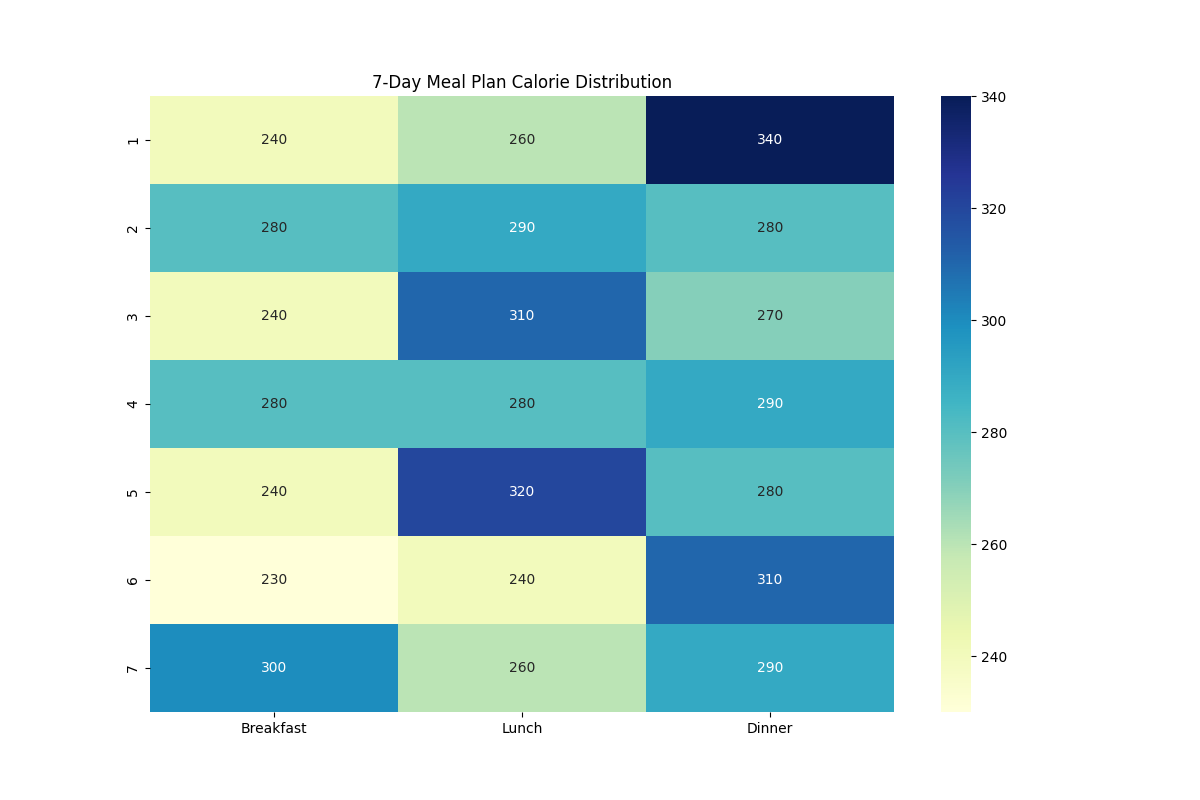 7-Day Meal Plan Calorie Distribution
1 240 260 340
2 280 290 280
3 240 310 270
4 280 280 290
5 240 320 280
6 230 240 310
7 300 260 290
Breakfast Lunch Dinner
340
320
300
280
260
240